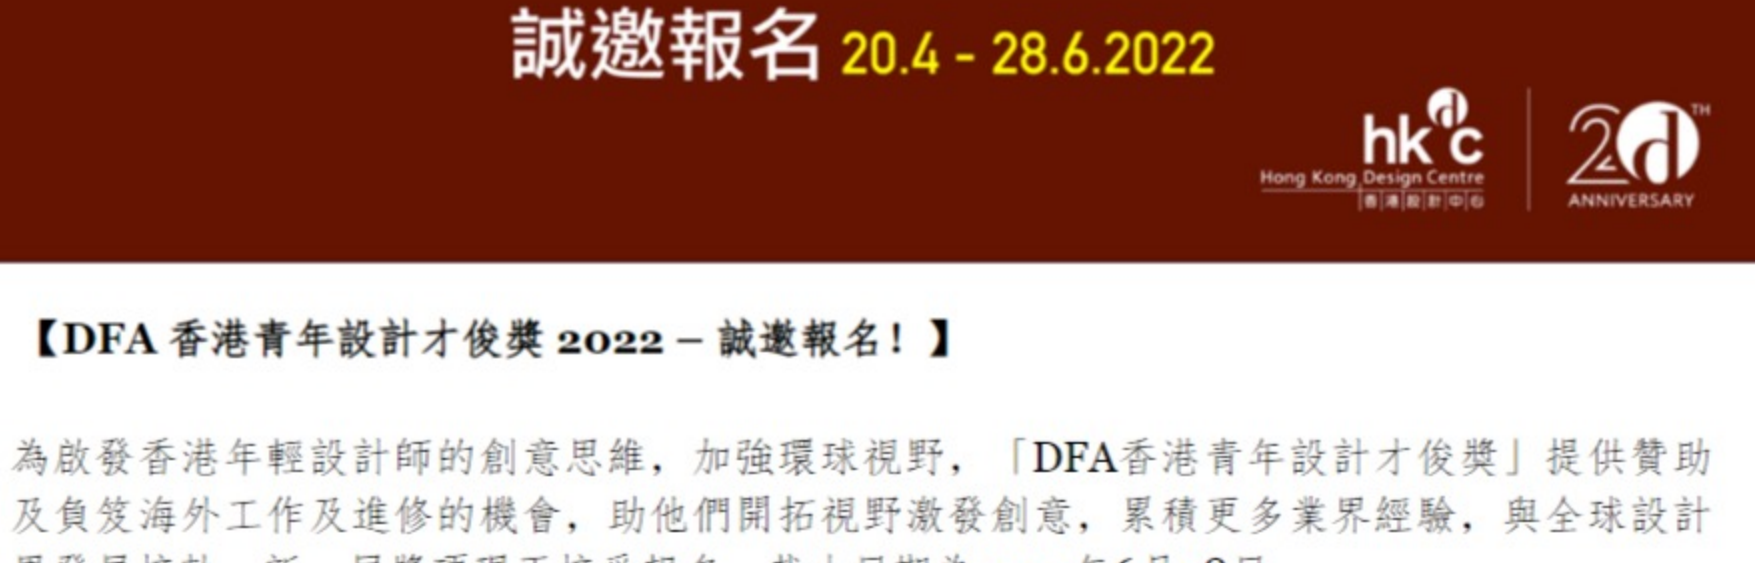 誠邀報名 20.4 - 28.6.2022
hkdc
Hong Kong Design Centre
香港設計中心
20TH
ANNIVERSARY
【DFA 香港青年設計才俊獎 2022 – 誠邀報名！】
為啟發香港年輕設計師的創意思維，加強環球視野，「DFA香港青年設計才俊獎」提供贊助
及負笈海外工作及進修的機會，助他們開拓視野激發創意，累積更多業界經驗，與全球設計